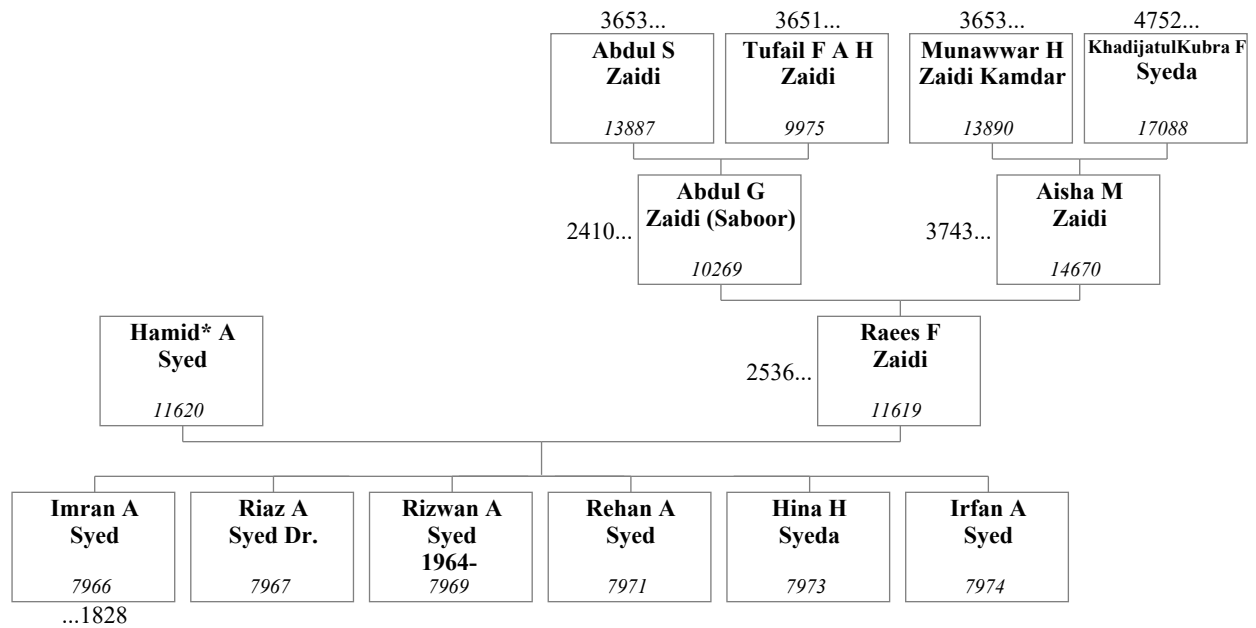 3653...
3651...
3653...
4752...
Abdul S
Zaidi
13887
Tufail F A H
Zaidi
9975
Munawwar H
Zaidi Kamdar
13890
KhadijatulKubra F
Syeda
17088
2410...
Abdul G
Zaidi (Saboor)
10269
3743...
Aisha M
Zaidi
14670
Hamid* A
Syed
11620
2536...
Raees F
Zaidi
11619
Imran A
Syed
7966
...1828
Riaz A
Syed Dr.
7967
Rizwan A
Syed
1964-
7969
Rehan A
Syed
7971
Hina H
Syeda
7973
Irfan A
Syed
7974